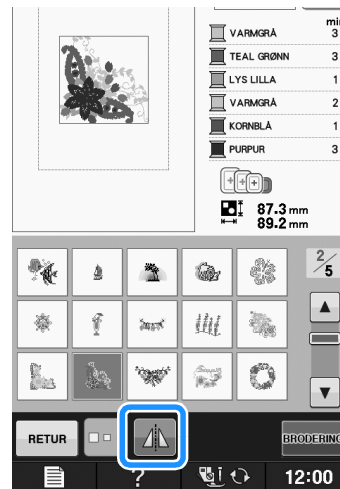 min
VARMGRÅ 3
TEAL GRØNN 3
LYS LILLA 1
VARMGRÅ 2
KORNBLÅ 1
PURPUR 3
87.3 mm
89.2 mm
2/5
RETUR
BRODERING
? 12:00